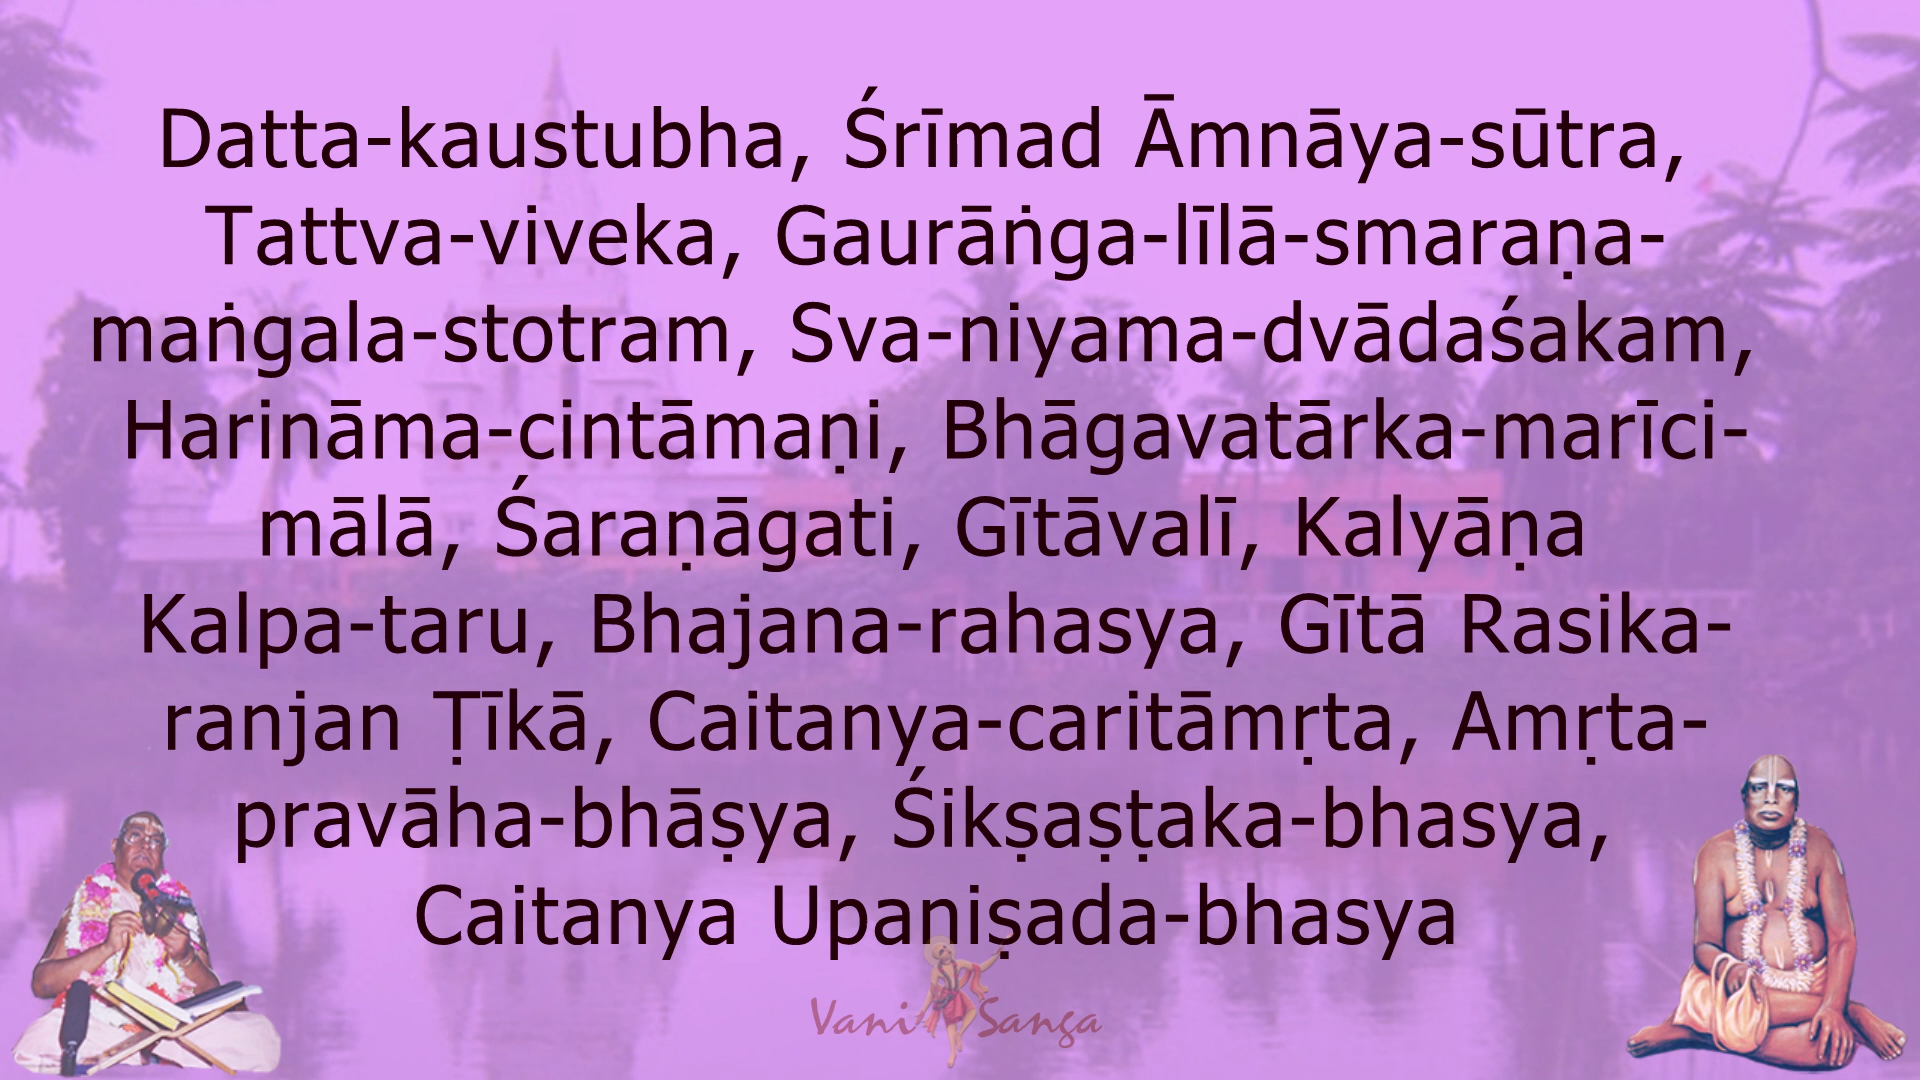 Datta-kaustubha, Śrīmad Āmnāya-sūtra,
Tattva-viveka, Gaurāṅga-līlā-smaraṇa-
maṅgala-stotram, Sva-niyama-dvādaśakam,
Harināma-cintāmaṇi, Bhāgavatārka-marīci-
mālā, Śaraṇāgati, Gītāvalī, Kalyāṇa
Kalpa-taru, Bhajana-rahasya, Gītā Rasika-
ranjan Ṭīkā, Caitanya-caritāmṛta, Amṛta-
pravāha-bhāṣya, Śikṣaṣṭaka-bhasya,
Caitanya Upaniṣada-bhasya
Vani Sanga